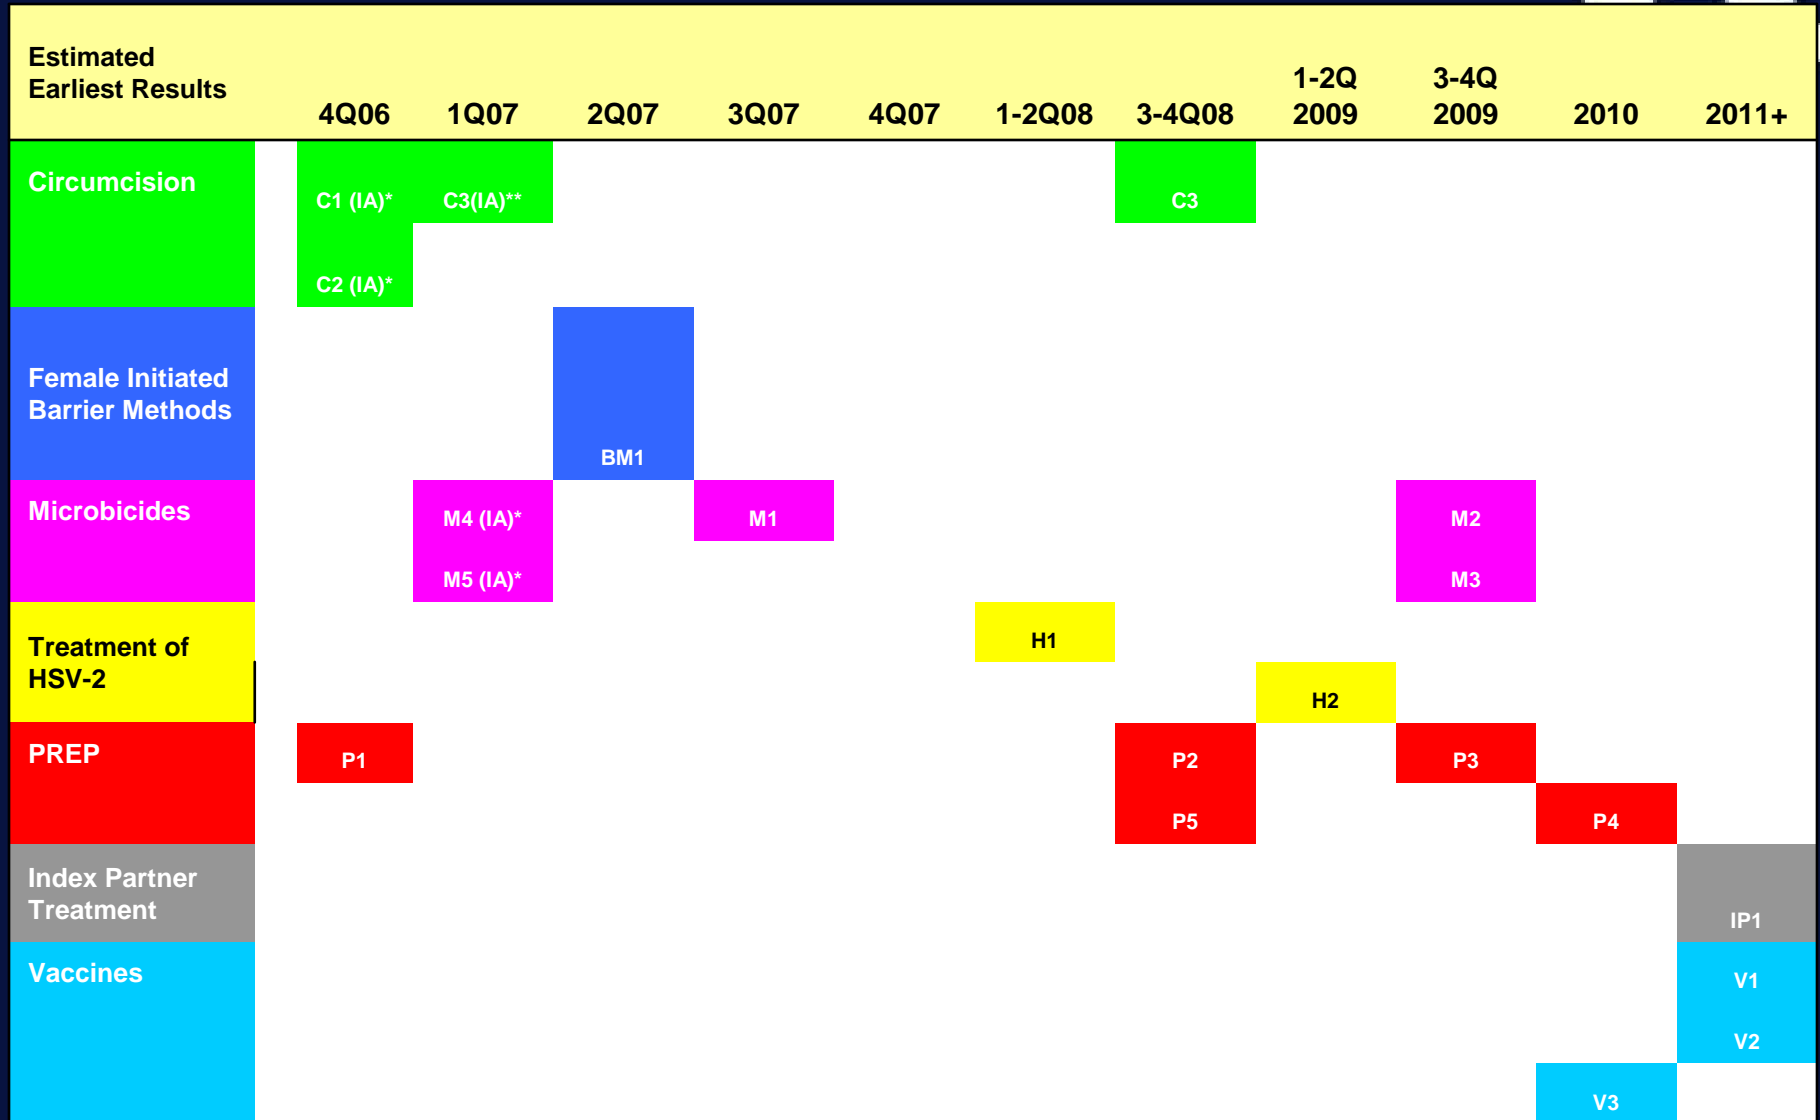 Estimated
Earliest Results
4Q06 1Q07 2Q07 3Q07 4Q07 1-2Q08 3-4Q08 1-2Q 2009 3-4Q 2009 2010 2011+
Circumcision
C1 (IA)* C3(IA)** C3
C2 (IA)*
Female Initiated
Barrier Methods
BM1
Microbicides
M4 (IA)* M1 M2
M5 (IA)* M3
Treatment of
HSV-2
H1
H2
PREP
P1 P2 P3
P5 P4
Index Partner
Treatment
IP1
Vaccines
V1
V2
V3